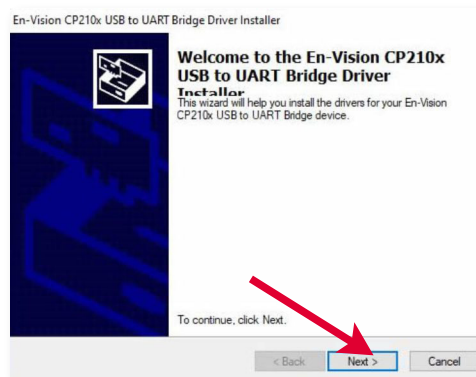 En-Vision CP210x USB to UART Bridge Driver Installer
Welcome to the En-Vision CP210x
USB to UART Bridge Driver
Installer
This wizard will help you install the drivers for your En-Vision
CP210x USB to UART Bridge device.
To continue, click Next.
< Back Next > Cancel